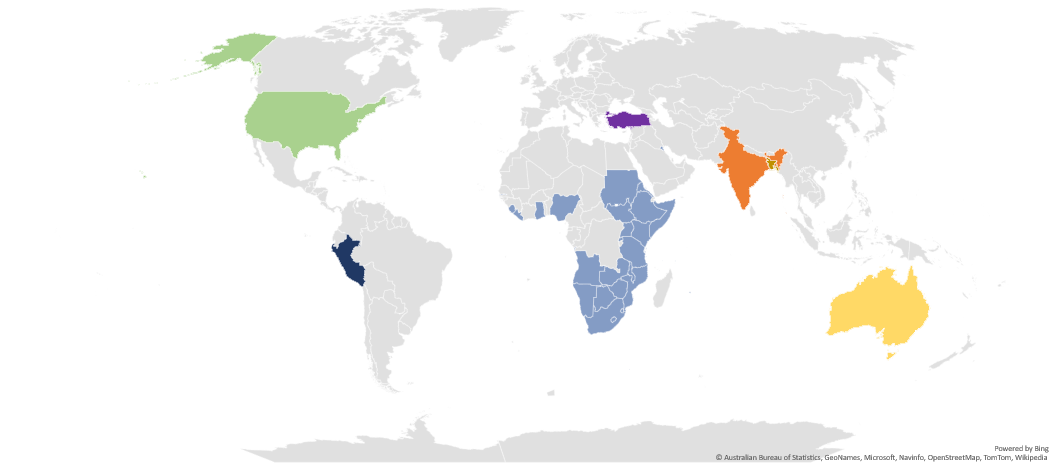 Powered by Bing
© Australian Bureau of Statistics, GeoNames, Microsoft, Navinfo, OpenStreetMap, TomTom, Wikipedia